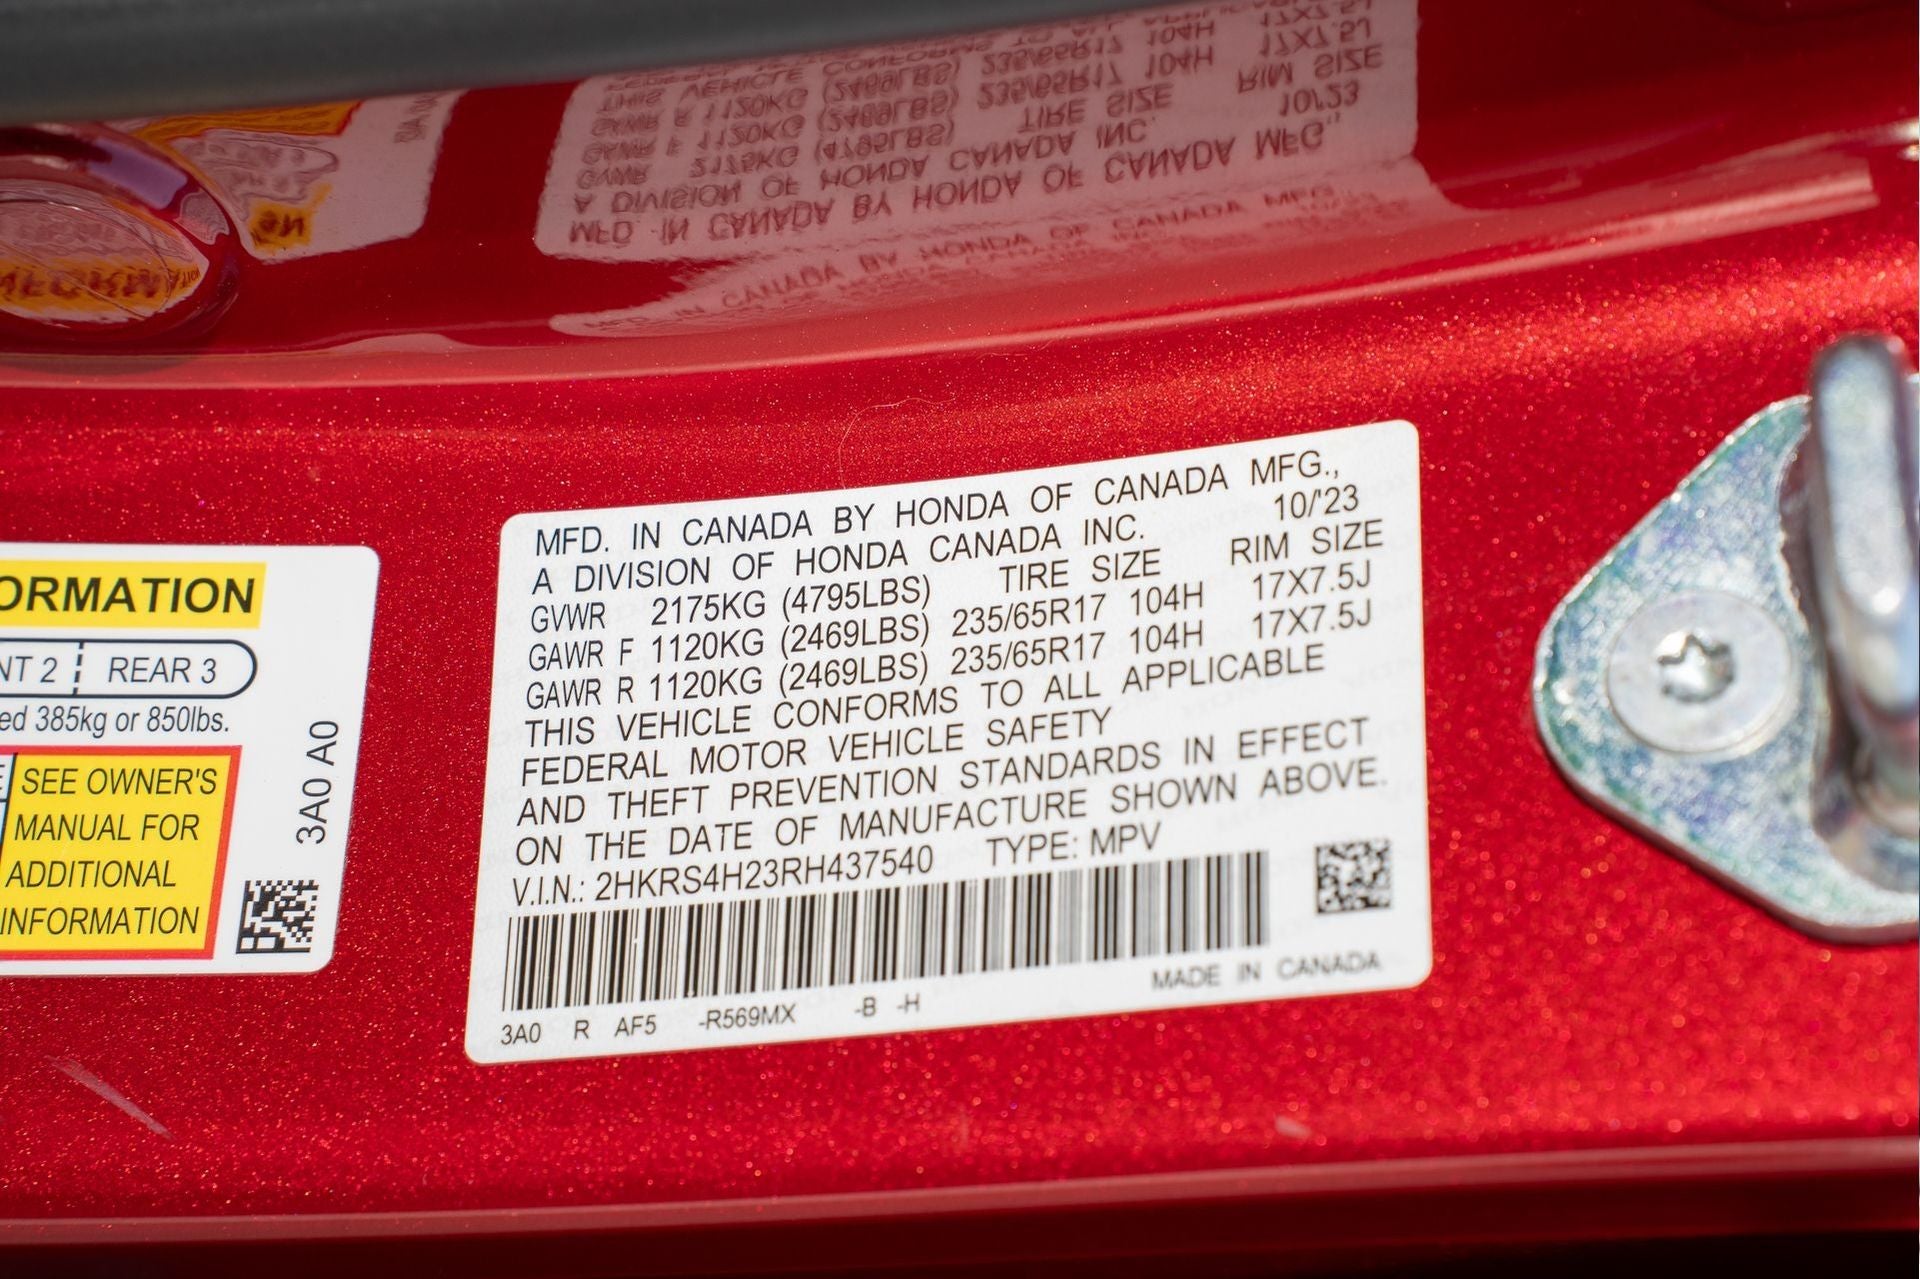 MFD. IN CANADA BY HONDA OF CANADA MFG.,
A DIVISION OF HONDA CANADA INC. 10/'23
GVWR 2175KG (4795LBS) TIRE SIZE RIM SIZE
GAWR F 1120KG (2469LBS) 235/65R17 104H 17X7.5J
GAWR R 1120KG (2469LBS) 235/65R17 104H 17X7.5J
THIS VEHICLE CONFORMS TO ALL APPLICABLE
FEDERAL MOTOR VEHICLE SAFETY
AND THEFT PREVENTION STANDARDS IN EFFECT
ON THE DATE OF MANUFACTURE SHOWN ABOVE.
V.I.N.: 2HKRS4H23RH437540 TYPE: MPV
MADE IN CANADA
3A0 R AF5 -R569MX -B -H
ORMATION
NT 2 REAR 3
ed 385kg or 850lbs.
SEE OWNER'S
MANUAL FOR
ADDITIONAL
INFORMATION
3A0 A0